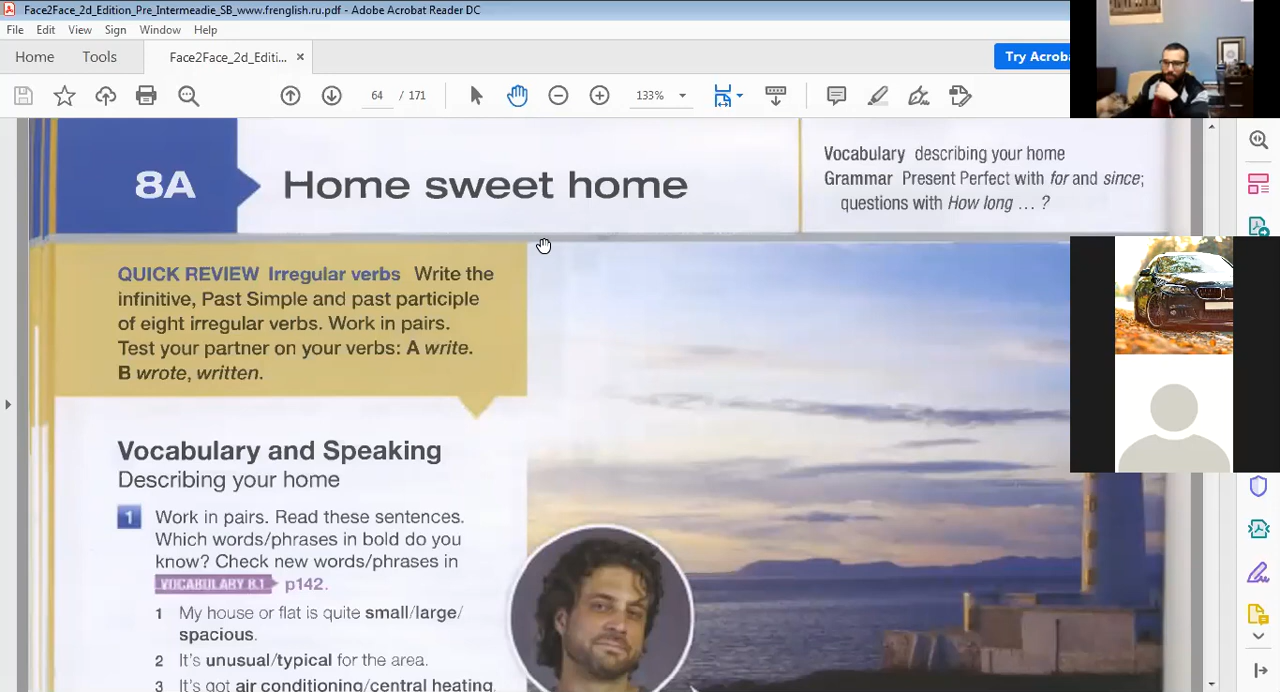 Face2Face_2d_Edition_Pre_Intermeadie_SB_www.frenglish.ru.pdf - Adobe Acrobat Reader DC
File Edit View Sign Window Help
Home Tools Face2Face_2d_Editi... × Try Acroba
64 / 171 133%
8A Home sweet home
Vocabulary describing your home
Grammar Present Perfect with for and since;
questions with How long ... ?
QUICK REVIEW Irregular verbs Write the
infinitive, Past Simple and past participle
of eight irregular verbs. Work in pairs.
Test your partner on your verbs: A write.
B wrote, written.
Vocabulary and Speaking
Describing your home
1 Work in pairs. Read these sentences.
Which words/phrases in bold do you
know? Check new words/phrases in
VOCABULARY 8.1 p142.
1 My house or flat is quite small/large/
spacious.
2 It's unusual/typical for the area.
3 It's got air conditioning/central heating.